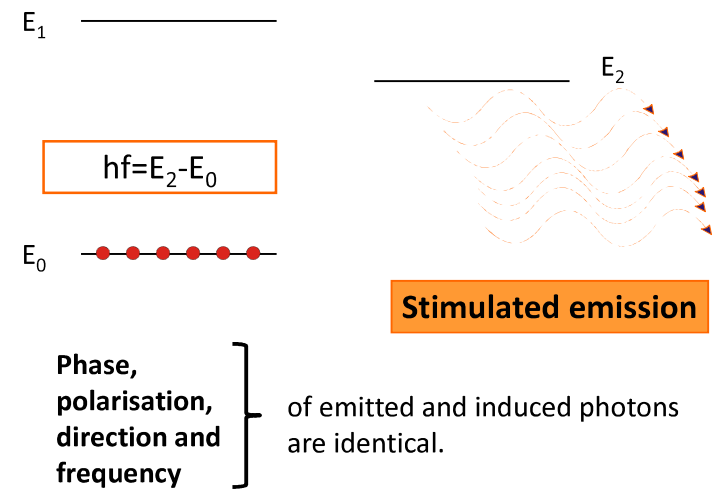 E₁
E₂
hf=E₂-E₀
E₀
Stimulated emission
Phase,
polarisation,
direction and
frequency
of emitted and induced photons
are identical.